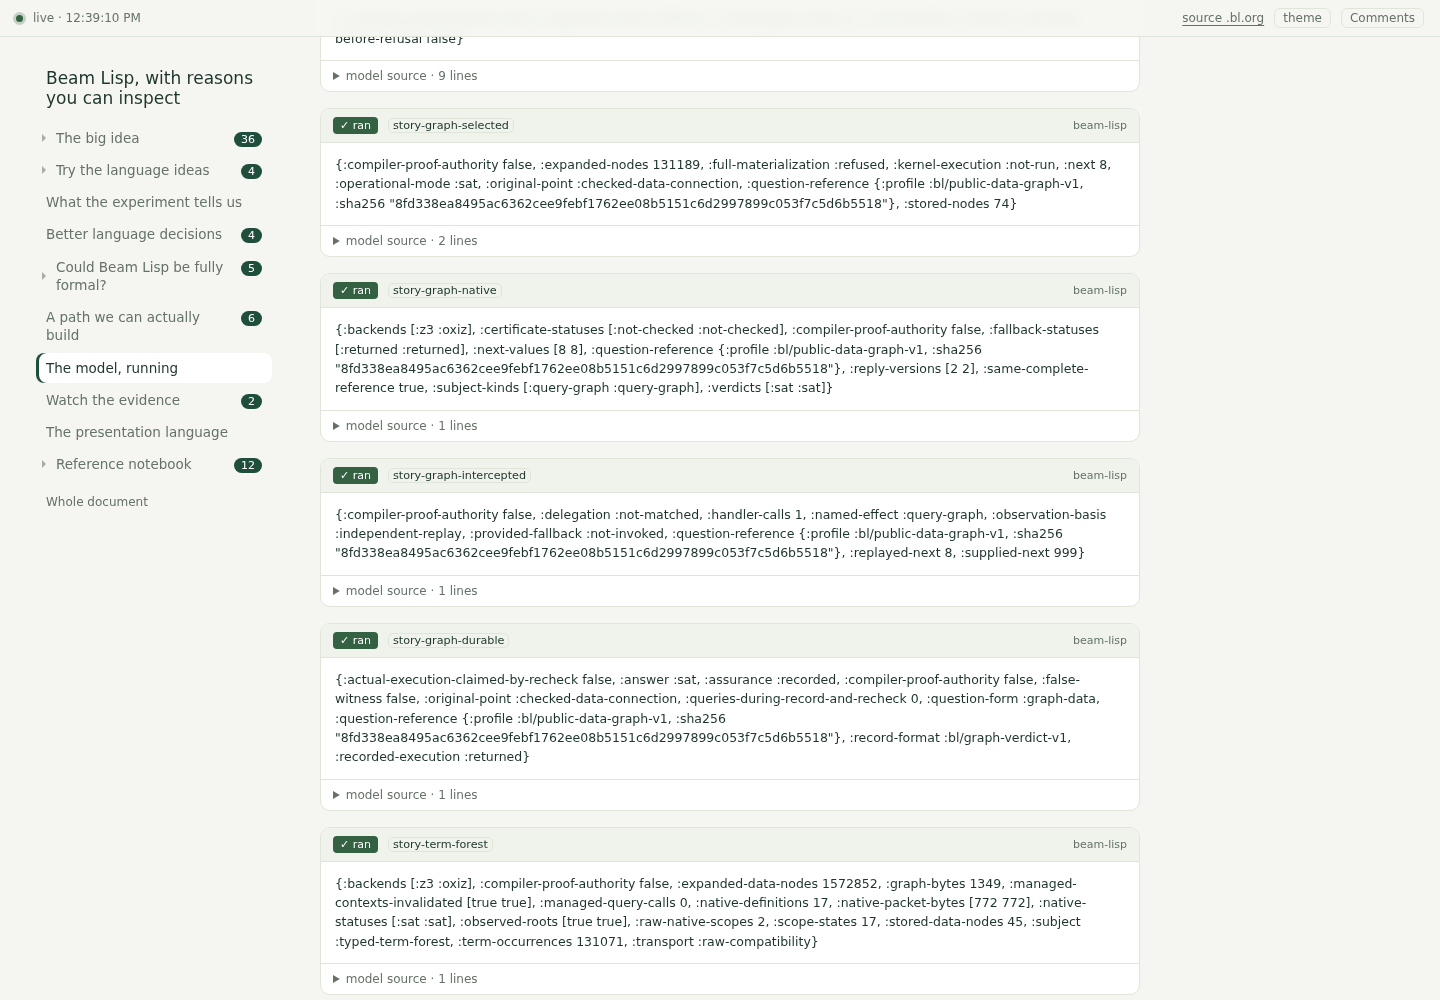 live · 12:39:10 PM
source .bl.org
theme
Comments
Beam Lisp, with reasons
you can inspect
The big idea
36
Try the language ideas
4
What the experiment tells us
Better language decisions
4
Could Beam Lisp be fully
formal?
5
A path we can actually
build
6
The model, running
Watch the evidence
2
The presentation language
Reference notebook
12
Whole document
before-refusal false}
model source · 9 lines
✓ ran
story-graph-selected
beam-lisp
{:compiler-proof-authority false, :expanded-nodes 131189, :full-materialization :refused, :kernel-execution :not-run, :next 8,
:operational-mode :sat, :original-point :checked-data-connection, :question-reference {:profile :bl/public-data-graph-v1,
:sha256 "8fd338ea8495ac6362cee9febf1762ee08b5151c6d2997899c053f7c5d6b5518"}, :stored-nodes 74}
model source · 2 lines
✓ ran
story-graph-native
beam-lisp
{:backends [:z3 :oxiz], :certificate-statuses [:not-checked :not-checked], :compiler-proof-authority false, :fallback-statuses
[:returned :returned], :next-values [8 8], :question-reference {:profile :bl/public-data-graph-v1, :sha256
"8fd338ea8495ac6362cee9febf1762ee08b5151c6d2997899c053f7c5d6b5518"}, :reply-versions [2 2], :same-complete-
reference true, :subject-kinds [:query-graph :query-graph], :verdicts [:sat :sat]}
model source · 1 lines
✓ ran
story-graph-intercepted
beam-lisp
{:compiler-proof-authority false, :delegation :not-matched, :handler-calls 1, :named-effect :query-graph, :observation-basis
:independent-replay, :provided-fallback :not-invoked, :question-reference {:profile :bl/public-data-graph-v1, :sha256
"8fd338ea8495ac6362cee9febf1762ee08b5151c6d2997899c053f7c5d6b5518"}, :replayed-next 8, :supplied-next 999}
model source · 1 lines
✓ ran
story-graph-durable
beam-lisp
{:actual-execution-claimed-by-recheck false, :answer :sat, :assurance :recorded, :compiler-proof-authority false, :false-
witness false, :original-point :checked-data-connection, :queries-during-record-and-recheck 0, :question-form :graph-data,
:question-reference {:profile :bl/public-data-graph-v1, :sha256
"8fd338ea8495ac6362cee9febf1762ee08b5151c6d2997899c053f7c5d6b5518"}, :record-format :bl/graph-verdict-v1,
:recorded-execution :returned}
model source · 1 lines
✓ ran
story-term-forest
beam-lisp
{:backends [:z3 :oxiz], :compiler-proof-authority false, :expanded-data-nodes 1572852, :graph-bytes 1349, :managed-
contexts-invalidated [true true], :managed-query-calls 0, :native-definitions 17, :native-packet-bytes [772 772], :native-
statuses [:sat :sat], :observed-roots [true true], :raw-native-scopes 2, :scope-states 17, :stored-data-nodes 45, :subject
:typed-term-forest, :term-occurrences 131071, :transport :raw-compatibility}
model source · 1 lines